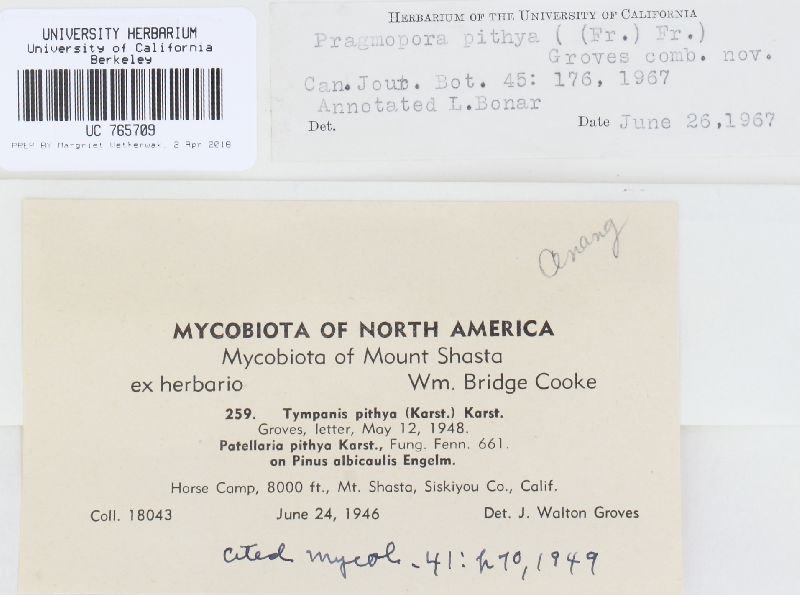 UNIVERSITY HERBARIUM
University of California
Berkeley
UC 765709
PREP BY Margriet Wetherwax, 2 Apr 2018
HERBARIUM OF THE UNIVERSITY OF CALIFORNIA
Pragmopora pithya ( (Fr.) Fr.)
Groves comb. nov.
Can. Jour. Bot. 45: 176, 1967
Annotated L.Bonar
Det. Date June 26,1967
MYCOBIOTA OF NORTH AMERICA
Mycobiota of Mount Shasta
ex herbario Wm. Bridge Cooke
259. Tympanis pithya (Karst.) Karst.
Groves, letter, May 12, 1948.
Patellaria pithya Karst., Fung. Fenn. 661.
on Pinus albicaulis Engelm.
Horse Camp, 8000 ft., Mt. Shasta, Siskiyou Co., Calif.
Coll. 18043 June 24, 1946 Det. J. Walton Groves
cited Mycol. 41: p70, 1949